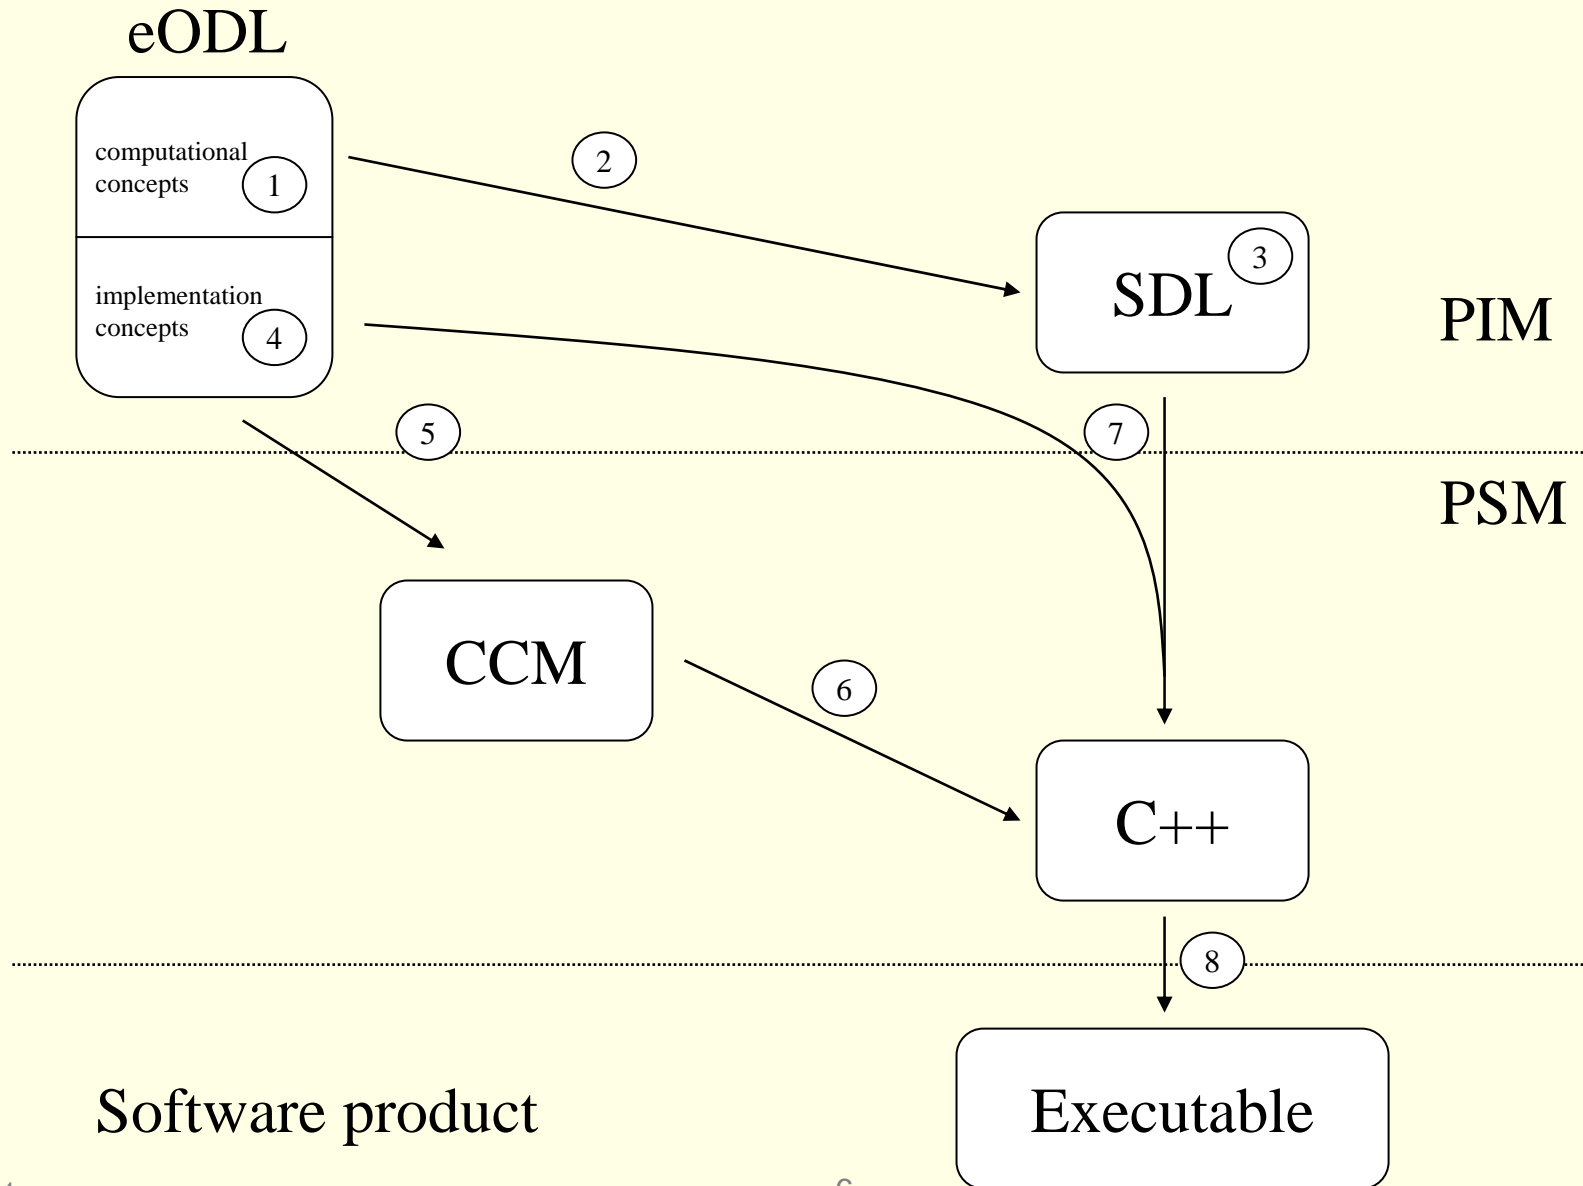 eODL
computational
concepts
1
2
3
SDL
implementation
concepts
4
PIM
5
7
PSM
CCM
6
C++
8
Software product
Executable